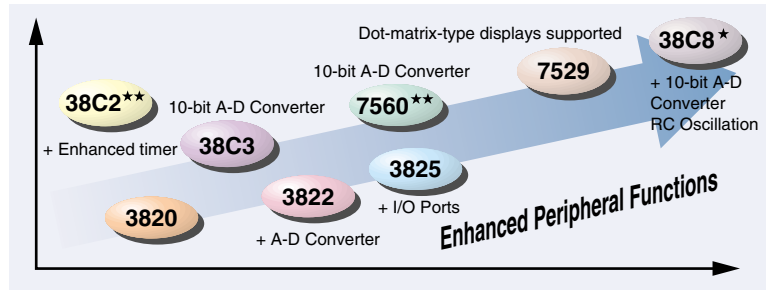 Dot-matrix-type displays supported
38C8 ★
10-bit A-D Converter
7529
38C2 ★★
10-bit A-D Converter
7560 ★★
+ 10-bit A-D
Converter
RC Oscillation
+ Enhanced timer
38C3
3825
3820
3822
+ I/O Ports
+ A-D Converter
Enhanced Peripheral Functions